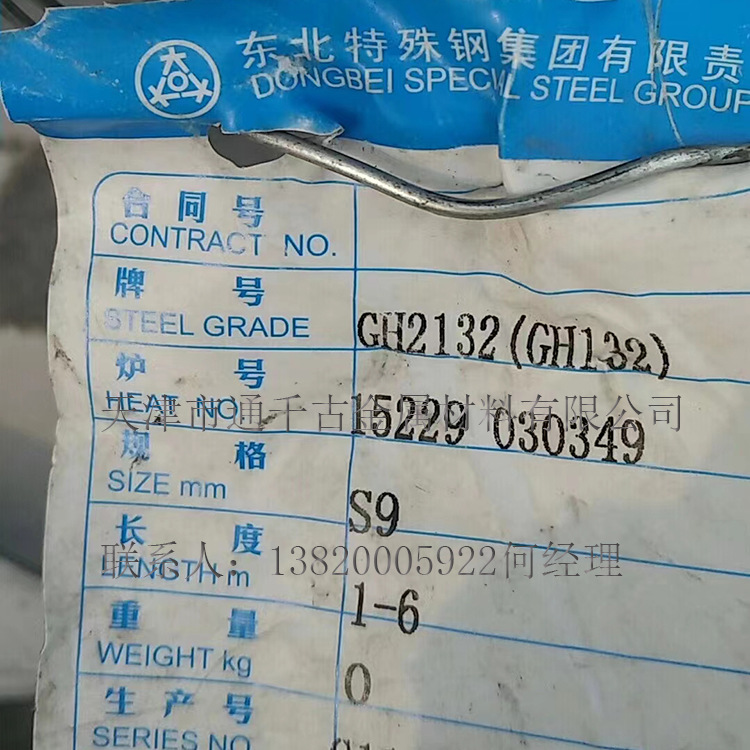 东北特殊钢集团有限责
DONGBEI SPECIAL STEEL GROUP
合同号
CONTRACT NO.
牌号
STEEL GRADE
GH2132(GH132)
炉号
HEAT NO.
15229 030349
天津市通千古金属材料有限公司
规格
SIZE mm
S9
长度
LENGTH m
1-6
联系人：13820005922何经理
重量
WEIGHT kg
0
生产号
SERIES NO